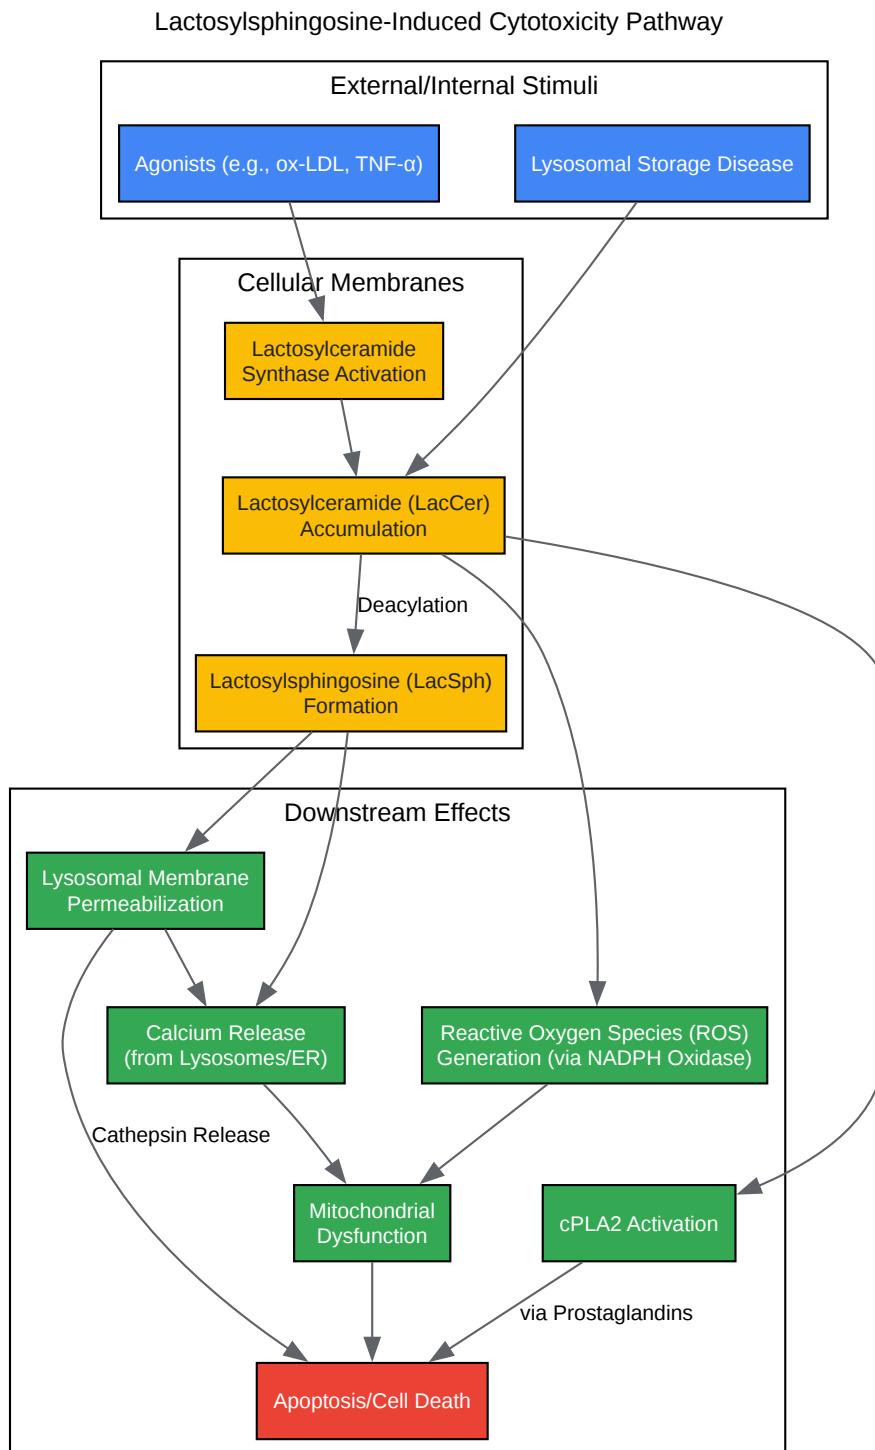 Lactosylsphingosine-Induced Cytotoxicity Pathway
External/Internal Stimuli
Agonists (e.g., ox-LDL, TNF-α)
Lysosomal Storage Disease
Cellular Membranes
Lactosylceramide
Synthase Activation
Lactosylceramide (LacCer)
Accumulation
Deacylation
Lactosylsphingosine (LacSph)
Formation
Downstream Effects
Lysosomal Membrane
Permeabilization
Calcium Release
(from Lysosomes/ER)
Reactive Oxygen Species (ROS)
Generation (via NADPH Oxidase)
Cathepsin Release
Mitochondrial
Dysfunction
cPLA2 Activation
via Prostaglandins
Apoptosis/Cell Death